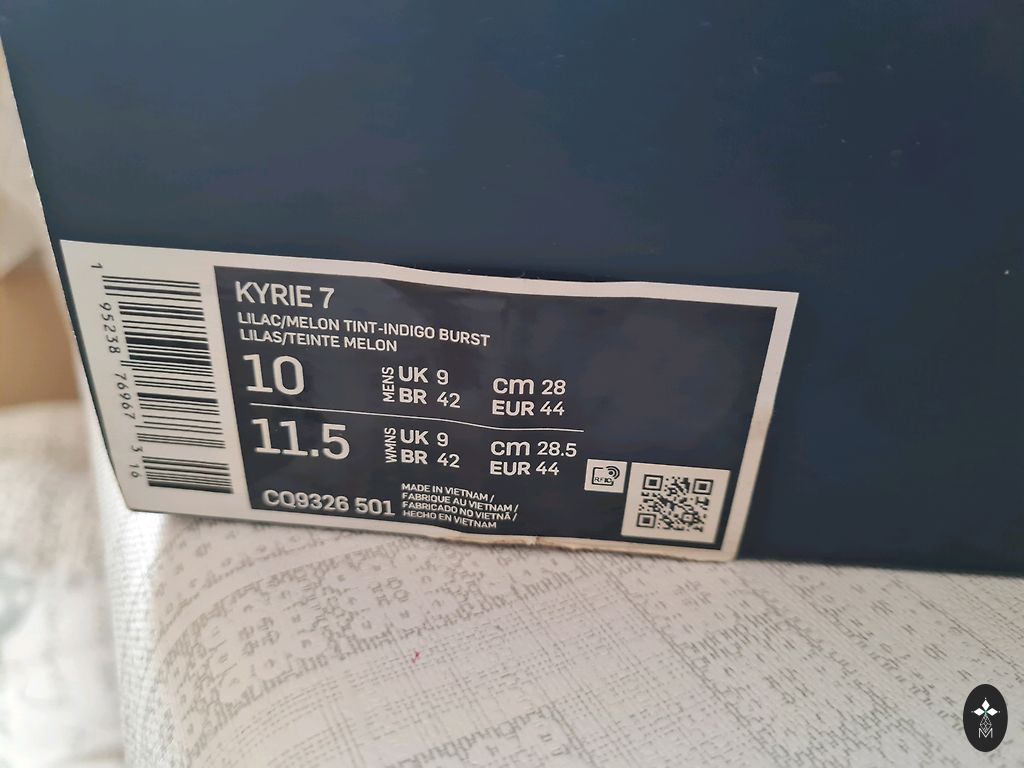 KYRIE 7
LILAC/MELON TINT-INDIGO BURST
LILAS/TEINTE MELON
10
MENS
UK 9
BR 42
cm 28
EUR 44
11.5
WMNS
UK 9
BR 42
cm 28.5
EUR 44
CQ9326 501
MADE IN VIETNAM /
FABRIQUE AU VIETNAM /
FABRICADO NO VIETNÃ /
HECHO EN VIETNAM
RFID
1 95238 76967 3 16
M